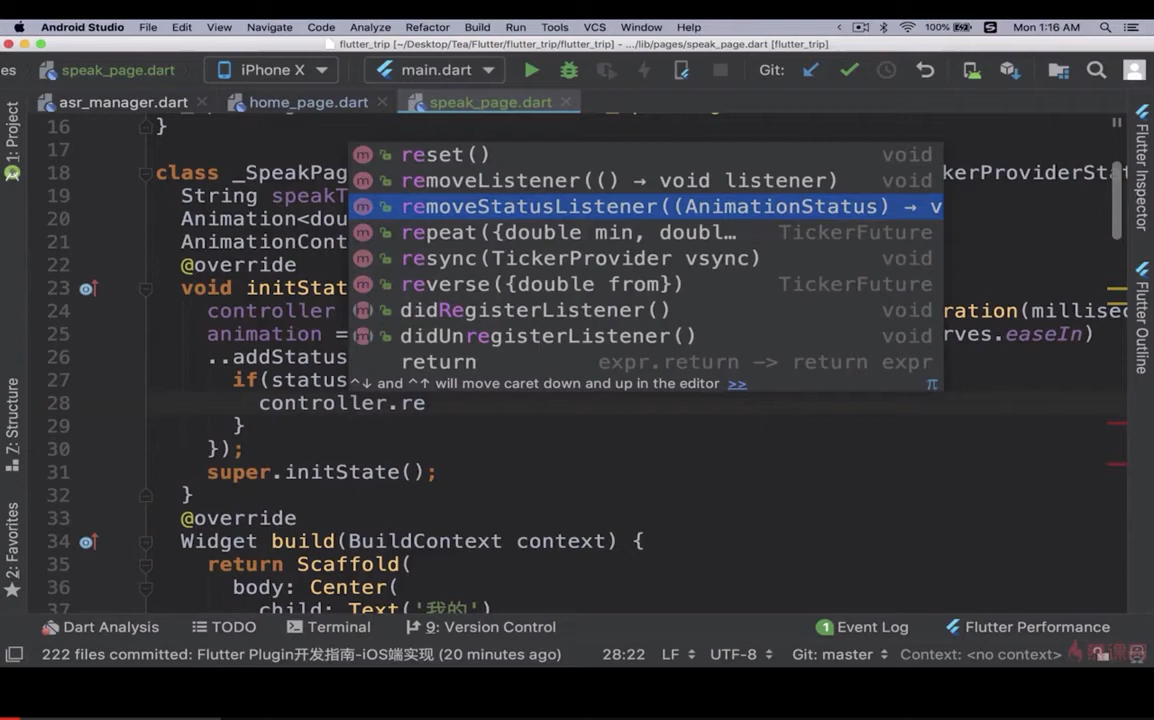 Android Studio File Edit View Navigate Code Analyze Refactor Build Run Tools VCS Window Help 100% Mon 1:16 AM
flutter_trip [~/Desktop/Tea/Flutter/flutter_trip/flutter_trip] - .../lib/pages/speak_page.dart [flutter_trip]
es speak_page.dart iPhone X main.dart Git:
asr_manager.dart home_page.dart speak_page.dart
1: Project
Z: Structure
2: Favorites
16 }
17
18 class _SpeakPag kerProviderStat
19 String speakT
20 Animation<dou
21 AnimationCont
22 @override
23 void initStat
24 controller ration(millisec
25 animation = rves.easeIn)
26 ..addStatus
27 if(status
28 controller.re
29 }
30 });
31 super.initState();
32 }
33 @override
34 Widget build(BuildContext context) {
35 return Scaffold(
36 body: Center(
37 child: Text('我的')
reset() void
removeListener(() → void listener) void
removeStatusListener((AnimationStatus) → v
repeat({double min, doubl… TickerFuture
resync(TickerProvider vsync) void
reverse({double from}) TickerFuture
didRegisterListener() void
didUnregisterListener() void
return expr.return —> return expr
^↓ and ^↑ will move caret down and up in the editor >> π
Flutter Inspector
Flutter Outline
Dart Analysis TODO Terminal 9: Version Control 1 Event Log Flutter Performance
222 files committed: Flutter Plugin开发指南-iOS端实现 (20 minutes ago) 28:22 LF UTF-8 Git: master Context: <no context>